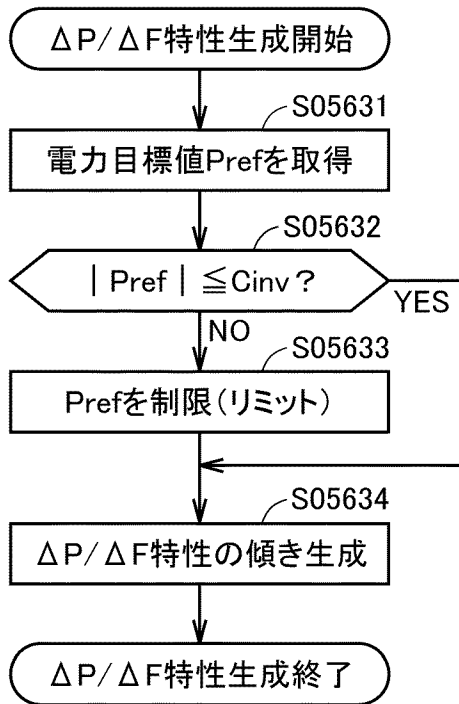 ΔP/ΔF特性生成開始
S05631
電力目標値Prefを取得
S05632
|Pref|≦Cinv?
YES
NO
S05633
Prefを制限(リミット)
S05634
ΔP/ΔF特性の傾き生成
ΔP/ΔF特性生成終了